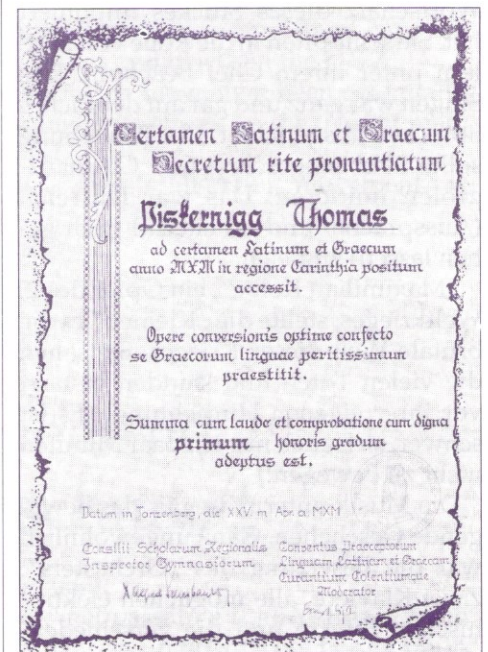 Certamen Latinum et Graecum
Decretum rite pronuntiatum
Piskernigg Thomas
ad certamen Latinum et Graecum
anno MXM in regione Carinthia positum
accessit.
Opere conversionis optime confecto
se Graecorum linguae peritissimum
praestitit.
Summa cum laude et comprobatione cum digna
primum honoris gradum
adeptus est.
Datum in Tanzenberg, die XXV m Apr a MXM
Consilii Scholarum Regionalis
Inspector Gymnasiorum
Conventus Praeceptorum
Linguam Latinam et Graecam
Curantium Colentiumque
Moderator